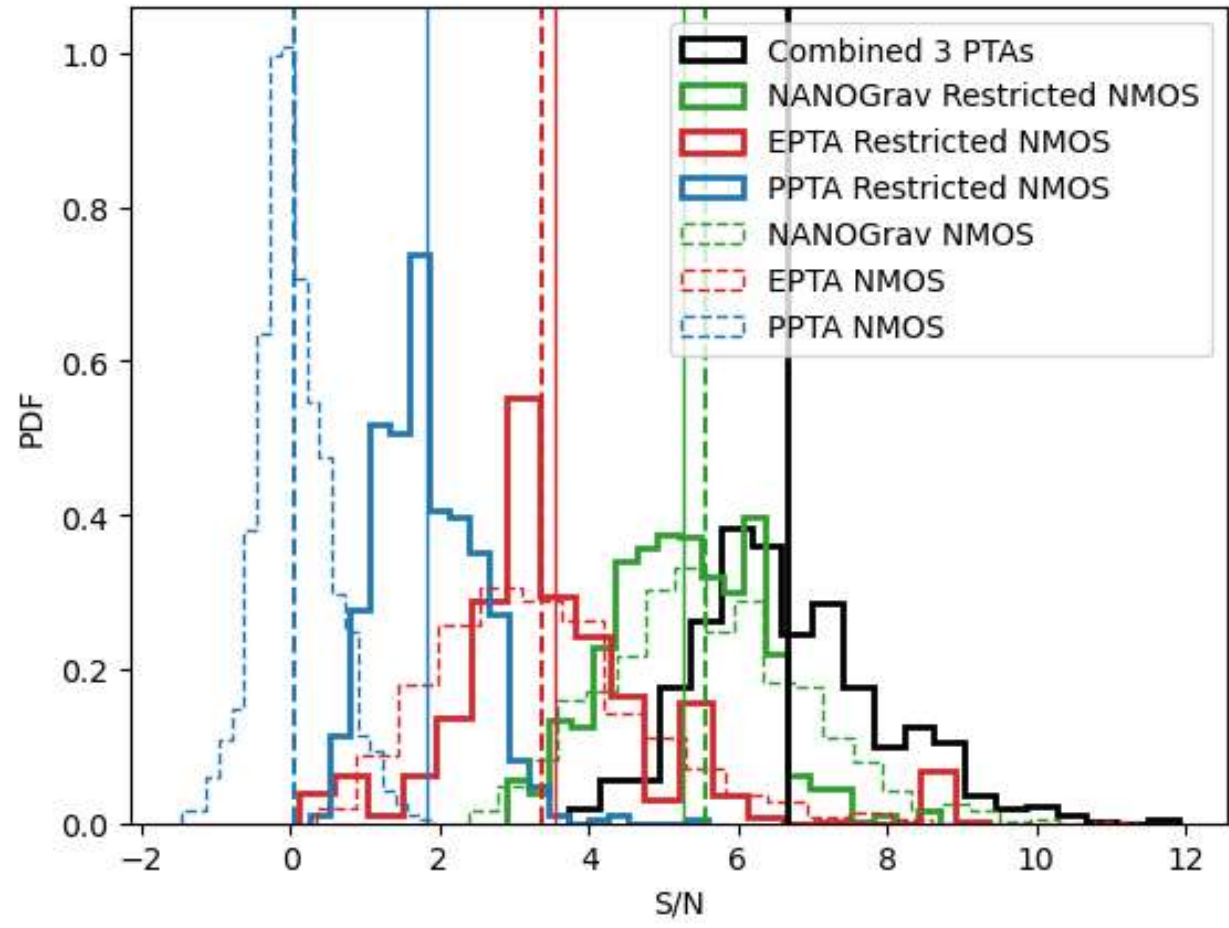 Combined 3 PTAs
NANOGrav Restricted NMOS
EPTA Restricted NMOS
PPTA Restricted NMOS
NANOGrav NMOS
EPTA NMOS
PPTA NMOS
1.0
0.8
0.6
0.4
0.2
0.0
PDF
−2
0
2
4
6
8
10
12
S/N